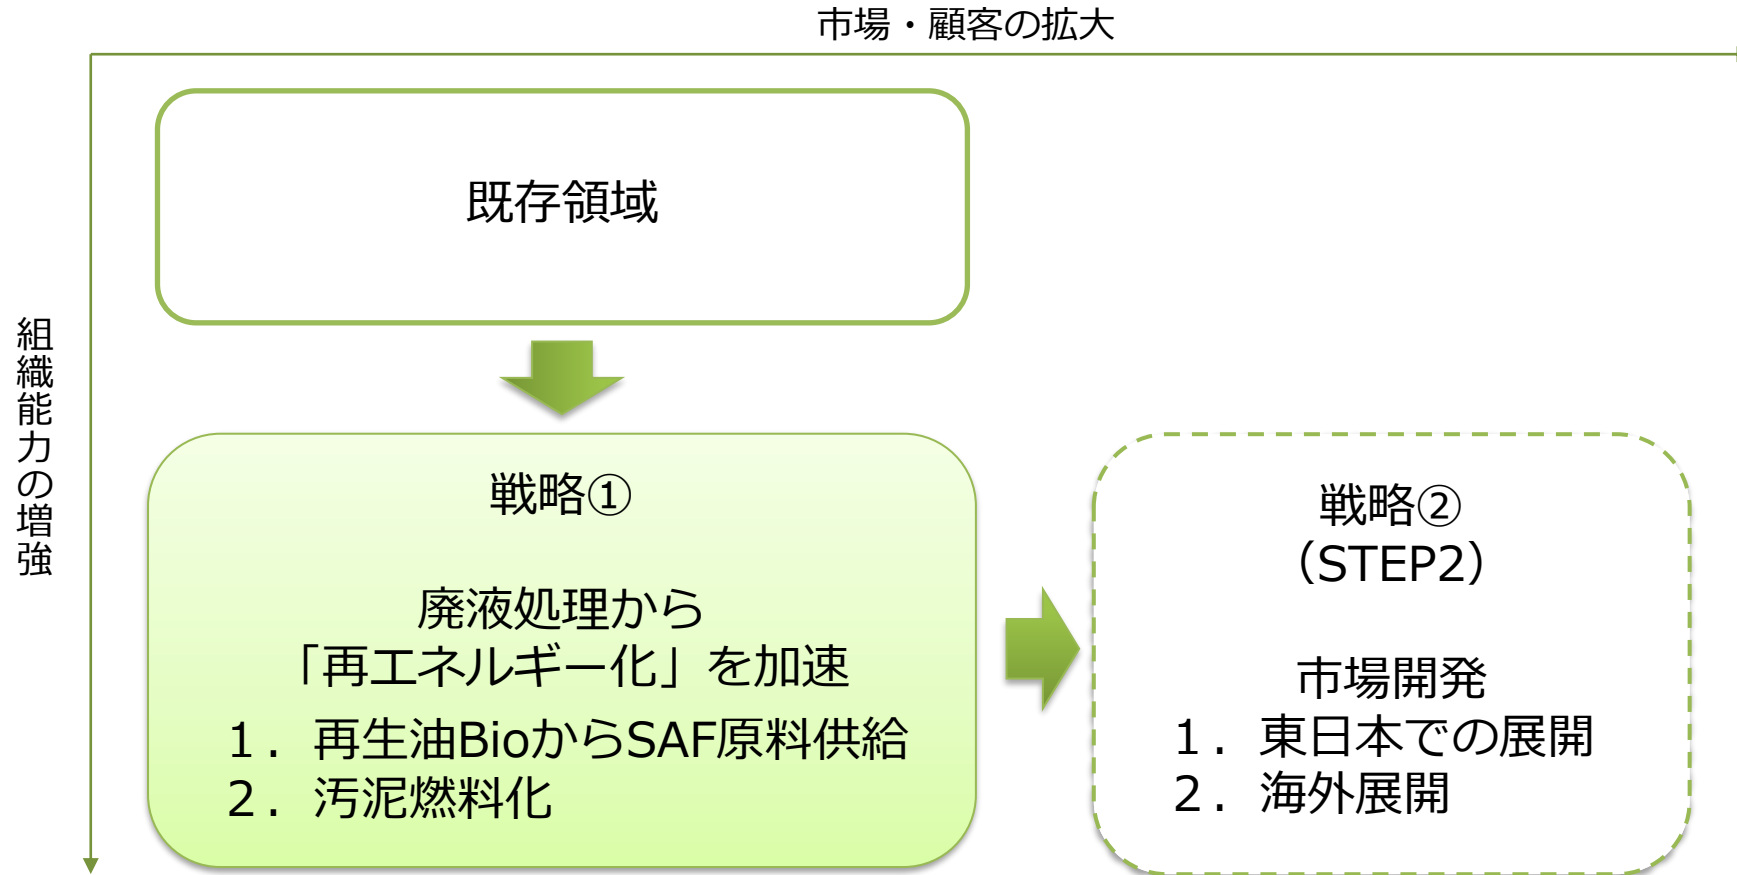 市場・顧客の拡大
組織能力の増強
既存領域
戦略①
廃液処理から
「再エネルギー化」を加速
１．再生油BioからSAF原料供給
２．汚泥燃料化
戦略②
（STEP2）
市場開発
１．東日本での展開
２．海外展開